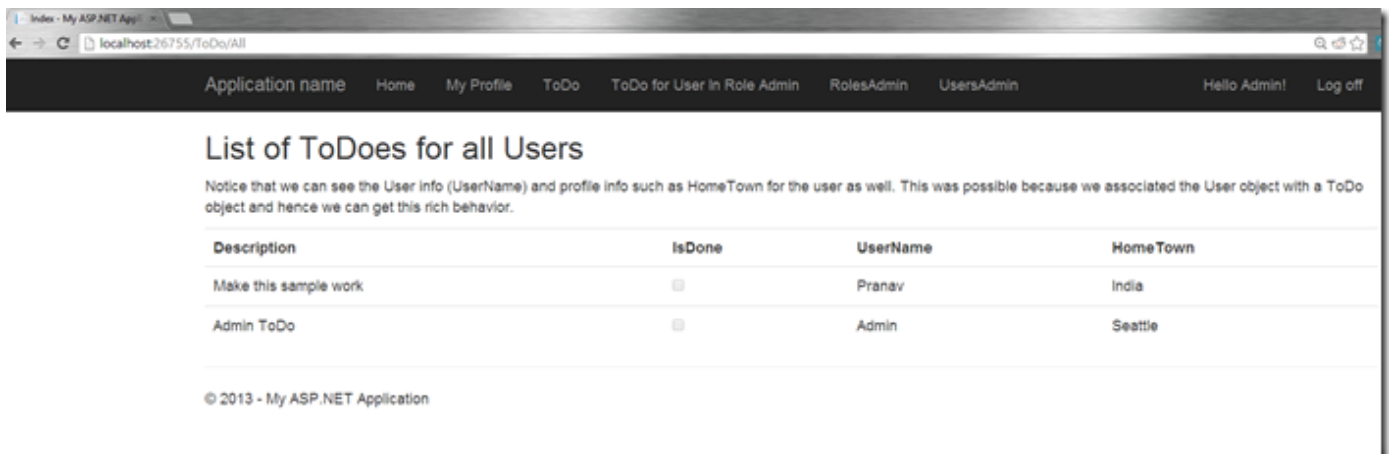 Index - My ASP.NET Appl
localhost:26755/ToDo/All
Application name Home My Profile ToDo ToDo for User In Role Admin RolesAdmin UsersAdmin Hello Admin! Log off
List of ToDoes for all Users
Notice that we can see the User info (UserName) and profile info such as HomeTown for the user as well. This was possible because we associated the User object with a ToDo
object and hence we can get this rich behavior.
Description IsDone UserName HomeTown
Make this sample work Pranav India
Admin ToDo Admin Seattle
© 2013 - My ASP.NET Application